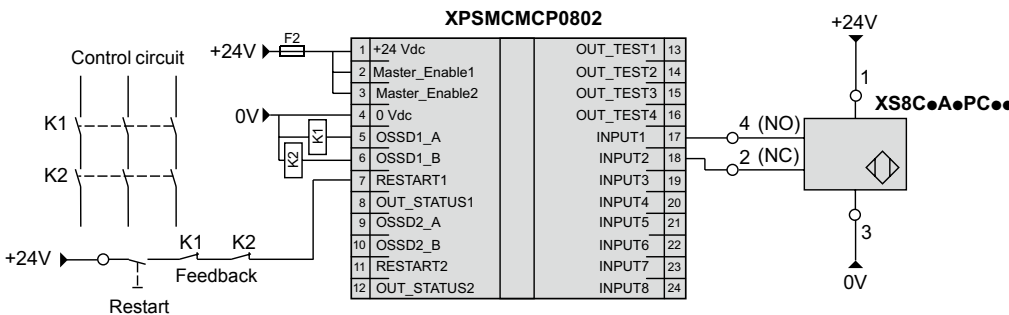 XPSMCMCP0802
+24V
F2
Control circuit
K1
K2
0V
K1
K2
1 +24 Vdc OUT_TEST1 13
2 Master_Enable1 OUT_TEST2 14
3 Master_Enable2 OUT_TEST3 15
4 0 Vdc OUT_TEST4 16
5 OSSD1_A INPUT1 17
6 OSSD1_B INPUT2 18
7 RESTART1 INPUT3 19
8 OUT_STATUS1 INPUT4 20
9 OSSD2_A INPUT5 21
10 OSSD2_B INPUT6 22
11 RESTART2 INPUT7 23
12 OUT_STATUS2 INPUT8 24
+24V
K1 K2
Feedback
Restart
+24V
1
XS8C●A●PC●●
4 (NO)
2 (NC)
3
0V